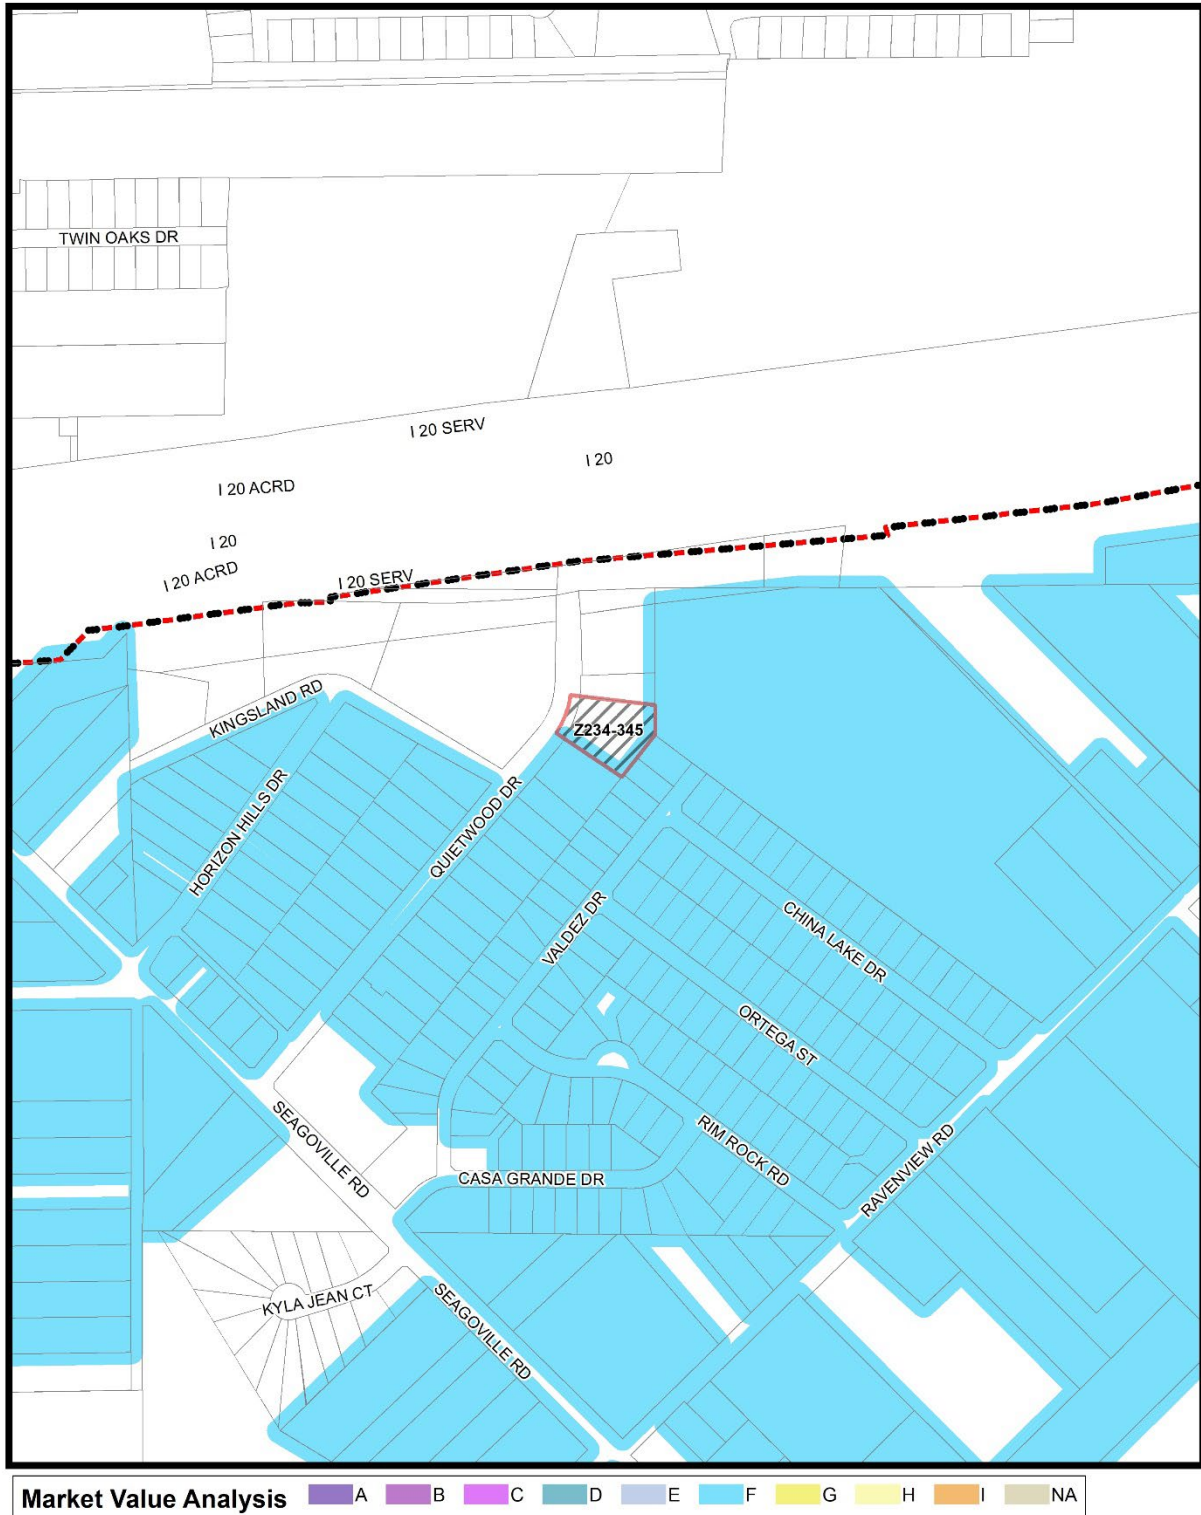 TWIN OAKS DR
I 20 SERV
I 20
I 20 ACRD
I 20
I 20 ACRD
I 20 SERV
KINGSLAND RD
Z234-345
HORIZON HILLS DR
QUIETWOOD DR
VALDEZ DR
CHINA LAKE DR
ORTEGA ST
SEAGOVILLE RD
RIM ROCK RD
RAVENVIEW RD
CASA GRANDE DR
KYLA JEAN CT
SEAGOVILLE RD
Market Value Analysis A B C D E F G H I NA